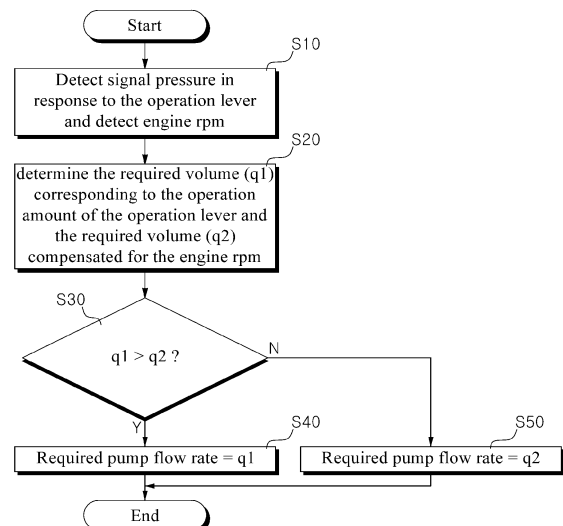 Start
S10
Detect signal pressure in
response to the operation lever
and detect engine rpm
S20
determine the required volume (q1)
corresponding to the operation
amount of the operation lever and
the required volume (q2)
compensated for the engine rpm
S30
q1 > q2 ?
N
Y
S40
Required pump flow rate = q1
S50
Required pump flow rate = q2
End